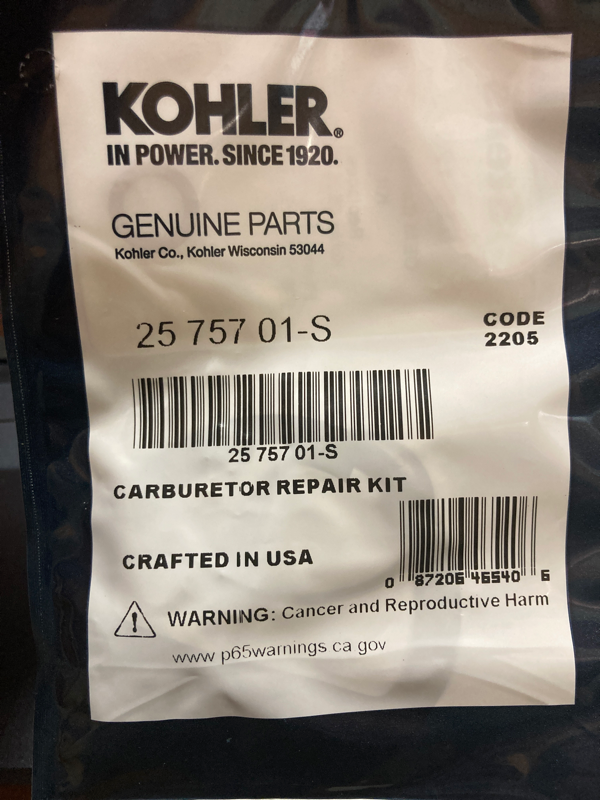 KOHLER®
IN POWER. SINCE 1920.
GENUINE PARTS
Kohler Co., Kohler Wisconsin 53044
25 757 01-S
CODE
2205
25 757 01-S
CARBURETOR REPAIR KIT
CRAFTED IN USA
0 87206 46540 6
WARNING: Cancer and Reproductive Harm
www p65warnings ca gov